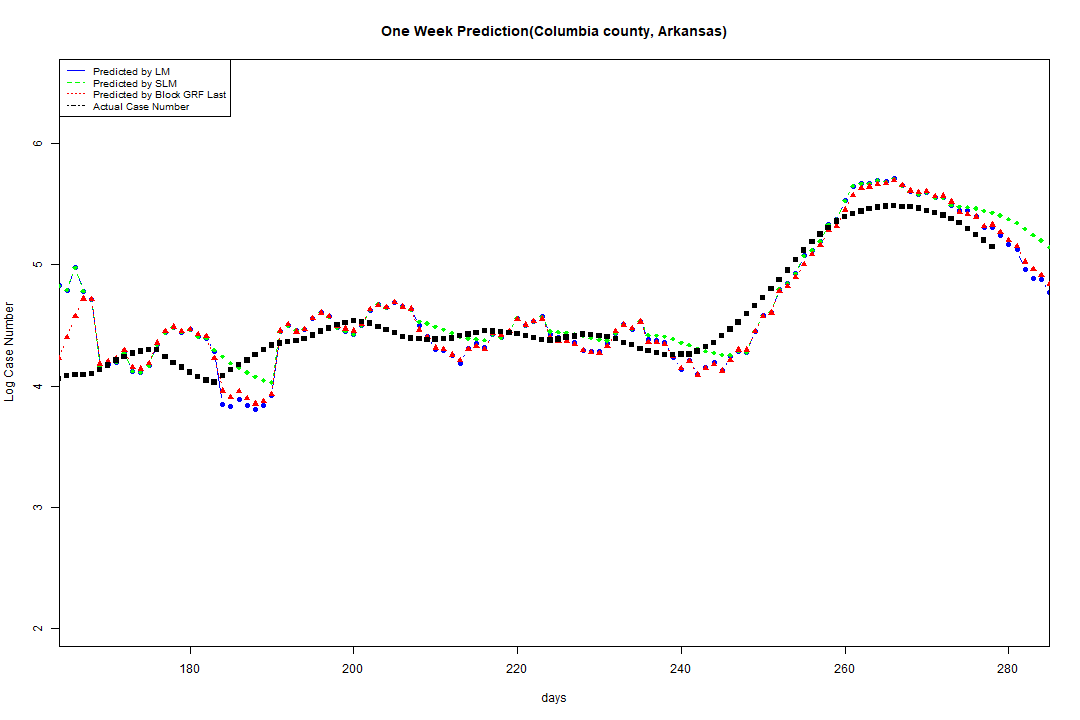 One Week Prediction(Columbia county, Arkansas)
Predicted by LM
Predicted by SLM
Predicted by Block GRF Last
Actual Case Number
6
5
4
3
2
Log Case Number
180
200
220
240
260
280
days